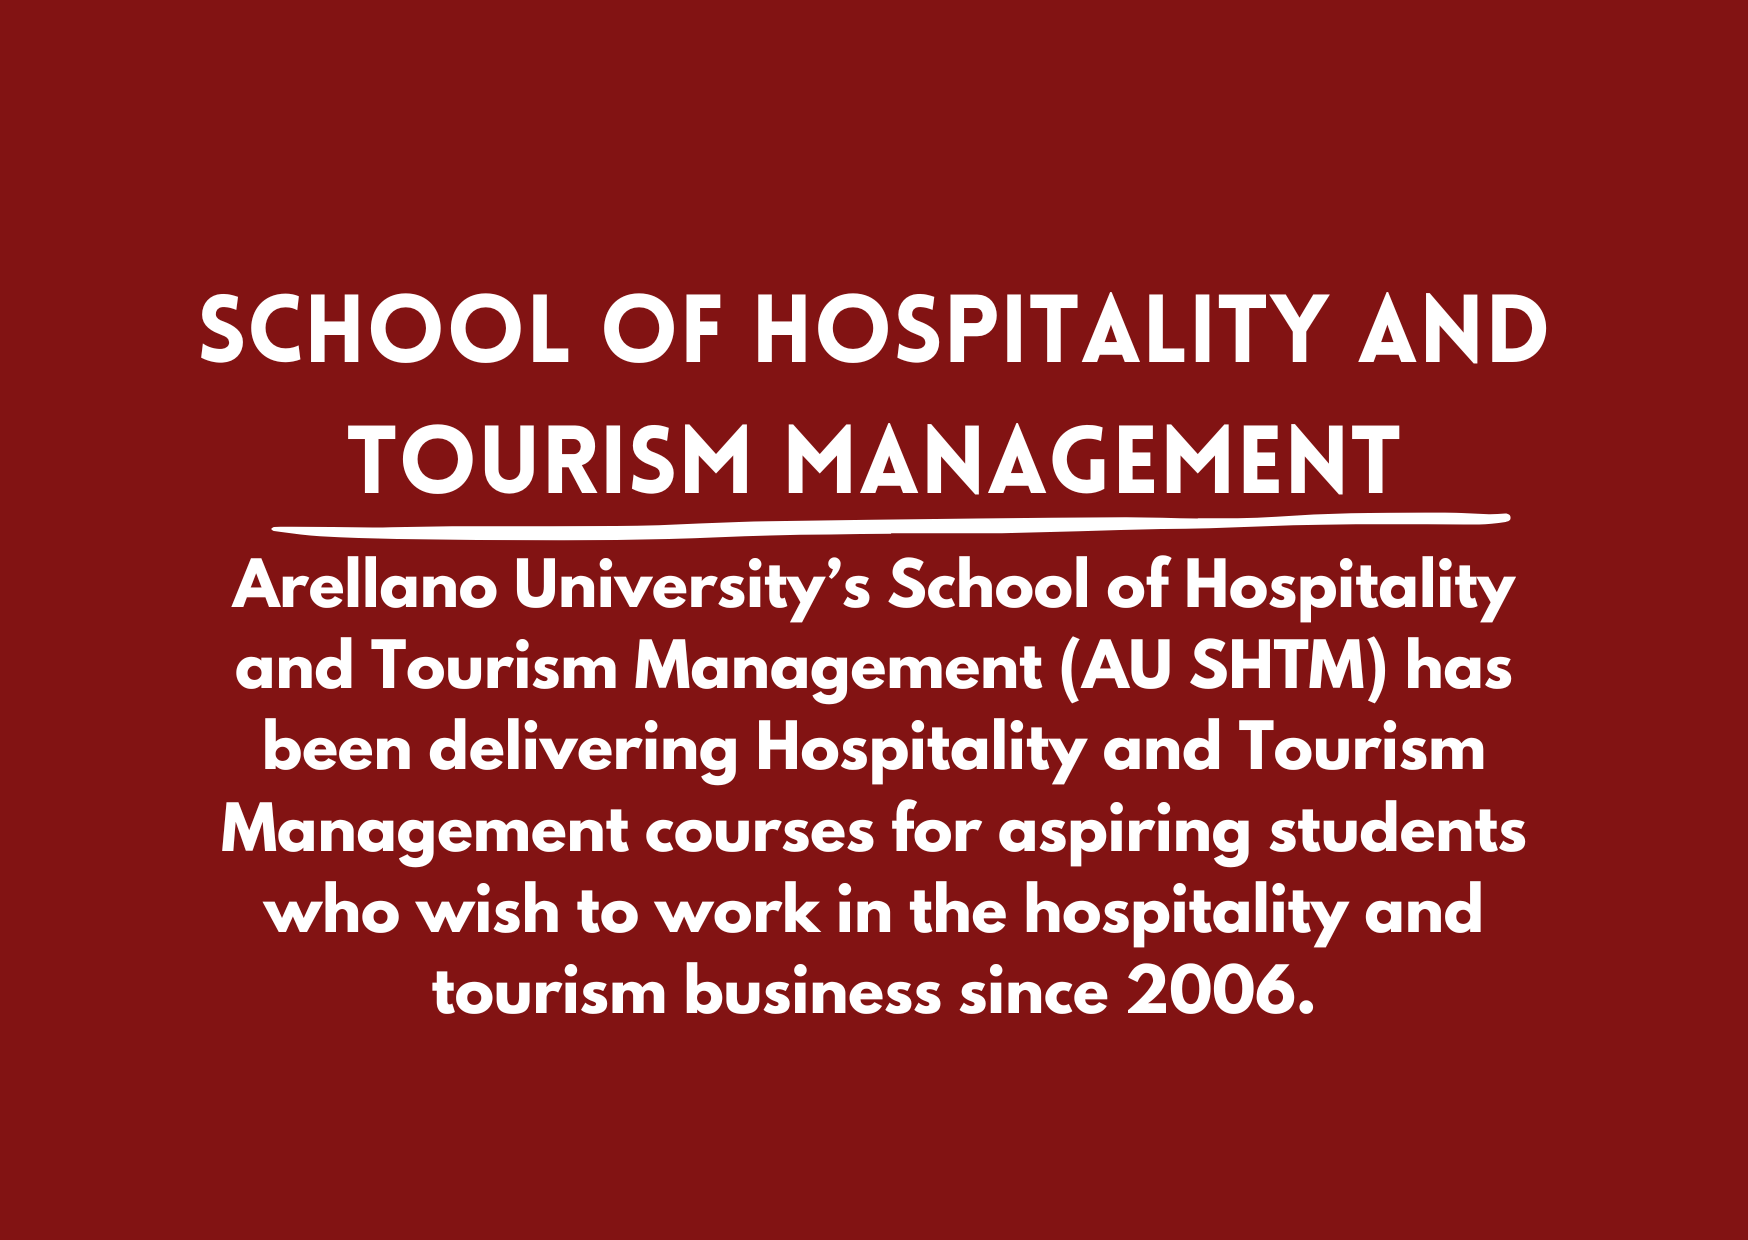 SCHOOL OF HOSPITALITY AND
TOURISM MANAGEMENT
Arellano University’s School of Hospitality
and Tourism Management (AU SHTM) has
been delivering Hospitality and Tourism
Management courses for aspiring students
who wish to work in the hospitality and
tourism business since 2006.